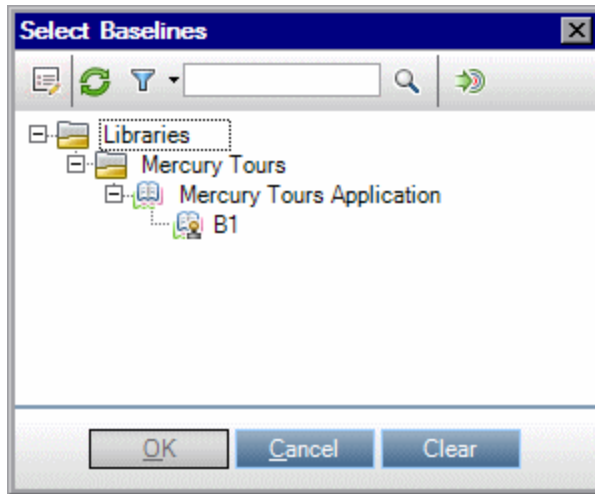 Select Baselines
Libraries
Mercury Tours
Mercury Tours Application
B1
OK Cancel Clear